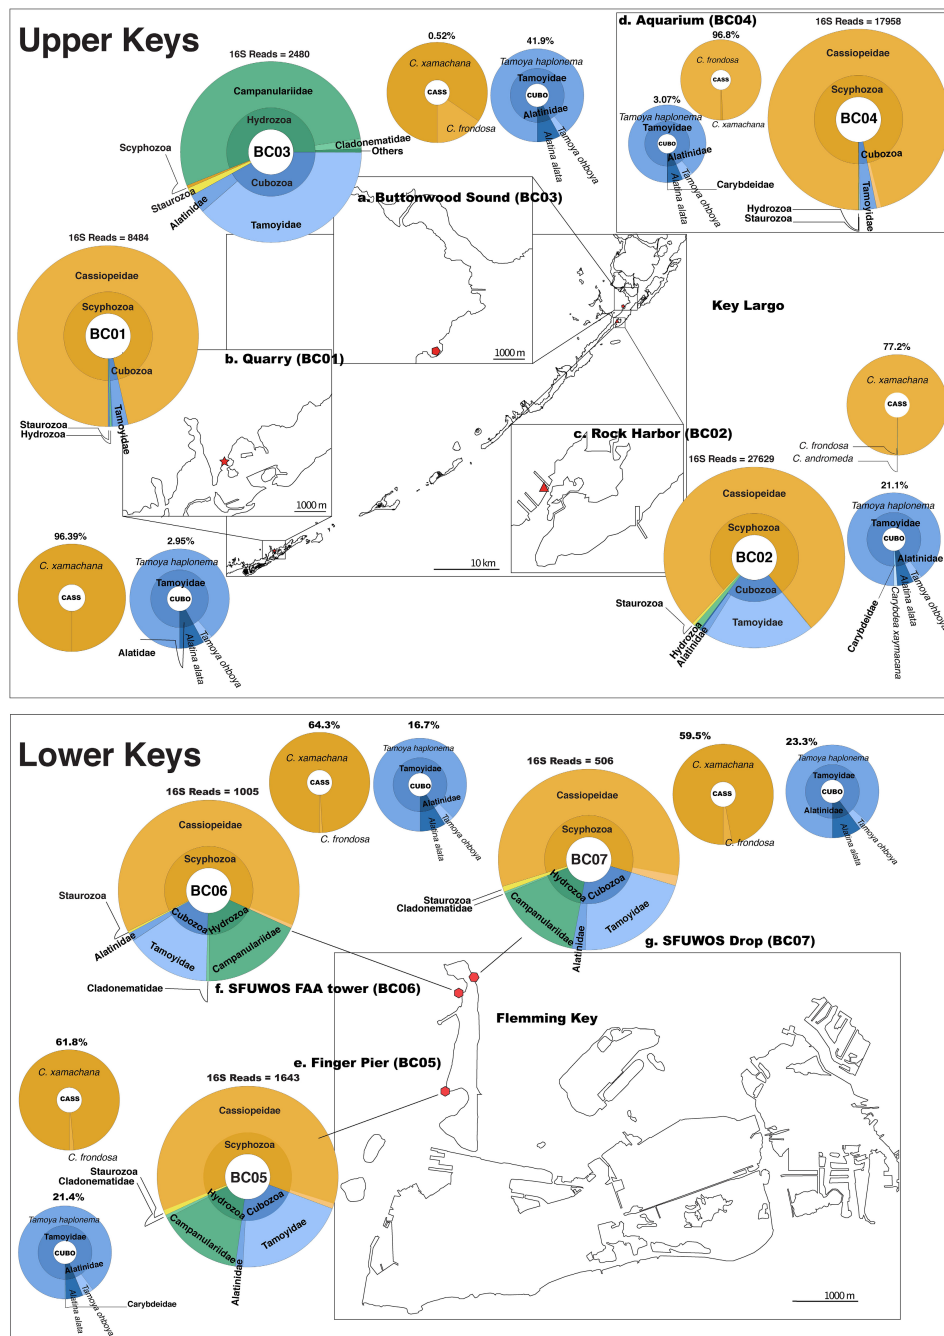 Upper Keys
16S Reads = 2480
Campanulariidae
Hydrozoa
BC03
Cladonematidae
Others
Scyphozoa
Staurozoa
Alatinidae
Cubozoa
Tamoyidae
0.52%
C. xamachana
CASS
C. frondosa
41.9%
Tamoya haplonema
Tamoyidae
CUBO
Alatinidae
Alatina alata
Tamoya ohboya
d. Aquarium (BC04)
96.8%
C. frondosa
CASS
C. xamachana
3.07%
Tamoya haplonema
Tamoyidae
CUBO
Alatinidae
Tamoya ohboya
Alatina alata
Carybdeidae
16S Reads = 17958
Cassiopeidae
Scyphozoa
BC04
Cubozoa
Tamoyidae
Hydrozoa
Staurozoa
a. Buttonwood Sound (BC03)
1000 m
16S Reads = 8484
Cassiopeidae
Scyphozoa
BC01
Cubozoa
Tamoyidae
Staurozoa
Hydrozoa
b. Quarry (BC01)
1000 m
Key Largo
c. Rock Harbor (BC02)
1000 m
10 km
96.39%
C. xamachana
CASS
2.95%
Tamoya haplonema
Tamoyidae
CUBO
Alatidae
Alatina alata
Tamoya ohboya
77.2%
C. xamachana
CASS
C. frondosa
C. andromeda
16S Reads = 27629
Cassiopeidae
Scyphozoa
BC02
Cubozoa
Tamoyidae
Staurozoa
Hydrozoa
Alatinidae
21.1%
Tamoya haplonema
Tamoyidae
CUBO
Alatinidae
Tamoya ohboya
Alatina alata
Carybdea xaymacana
Carybdeidae
Lower Keys
16S Reads = 1005
Cassiopeidae
Scyphozoa
BC06
Cubozoa
Hydrozoa
Staurozoa
Alatinidae
Tamoyidae
Campanulariidae
Cladonematidae
f. SFUWOS FAA tower (BC06)
64.3%
C. xamachana
CASS
C. frondosa
16.7%
Tamoya haplonema
Tamoyidae
CUBO
Alatinidae
Alatina alata
Tamoya ohboya
16S Reads = 506
Cassiopeidae
Scyphozoa
BC07
Hydrozoa
Cubozoa
Staurozoa
Cladonematidae
Campanulariidae
Alatinidae
Tamoyidae
g. SFUWOS Drop (BC07)
59.5%
C. xamachana
CASS
C. frondosa
23.3%
Tamoya haplonema
Tamoyidae
CUBO
Alatinidae
Alatina alata
Tamoya ohboya
Flemming Key
1000 m
e. Finger Pier (BC05)
16S Reads = 1643
Cassiopeidae
Scyphozoa
BC05
Hydrozoa
Cubozoa
Staurozoa
Cladonematidae
Campanulariidae
Alatinidae
Tamoyidae
61.8%
C. xamachana
CASS
C. frondosa
21.4%
Tamoya haplonema
Tamoyidae
CUBO
Alatinidae
Carybdeidae
Alatina alata
Tamoya ohboya